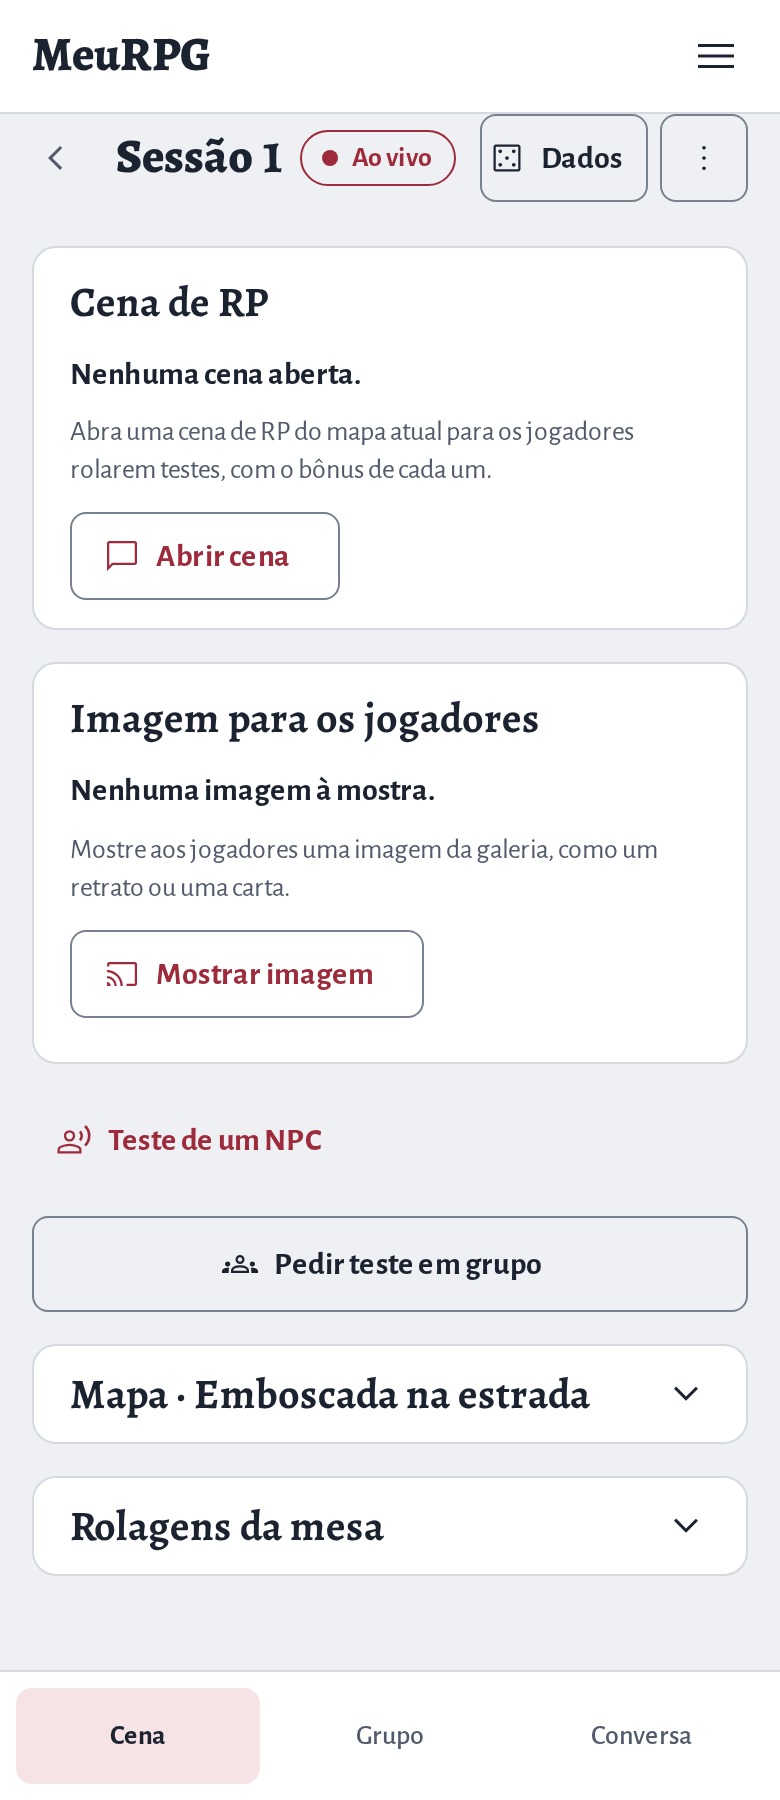 MeuRPG
Sessão 1
Ao vivo
Dados
Cena de RP
Nenhuma cena aberta.
Abra uma cena de RP do mapa atual para os jogadores
rolarem testes, com o bônus de cada um.
Abrir cena
Imagem para os jogadores
Nenhuma imagem à mostra.
Mostre aos jogadores uma imagem da galeria, como um
retrato ou uma carta.
Mostrar imagem
Teste de um NPC
Pedir teste em grupo
Mapa · Emboscada na estrada
Rolagens da mesa
Cena
Grupo
Conversa